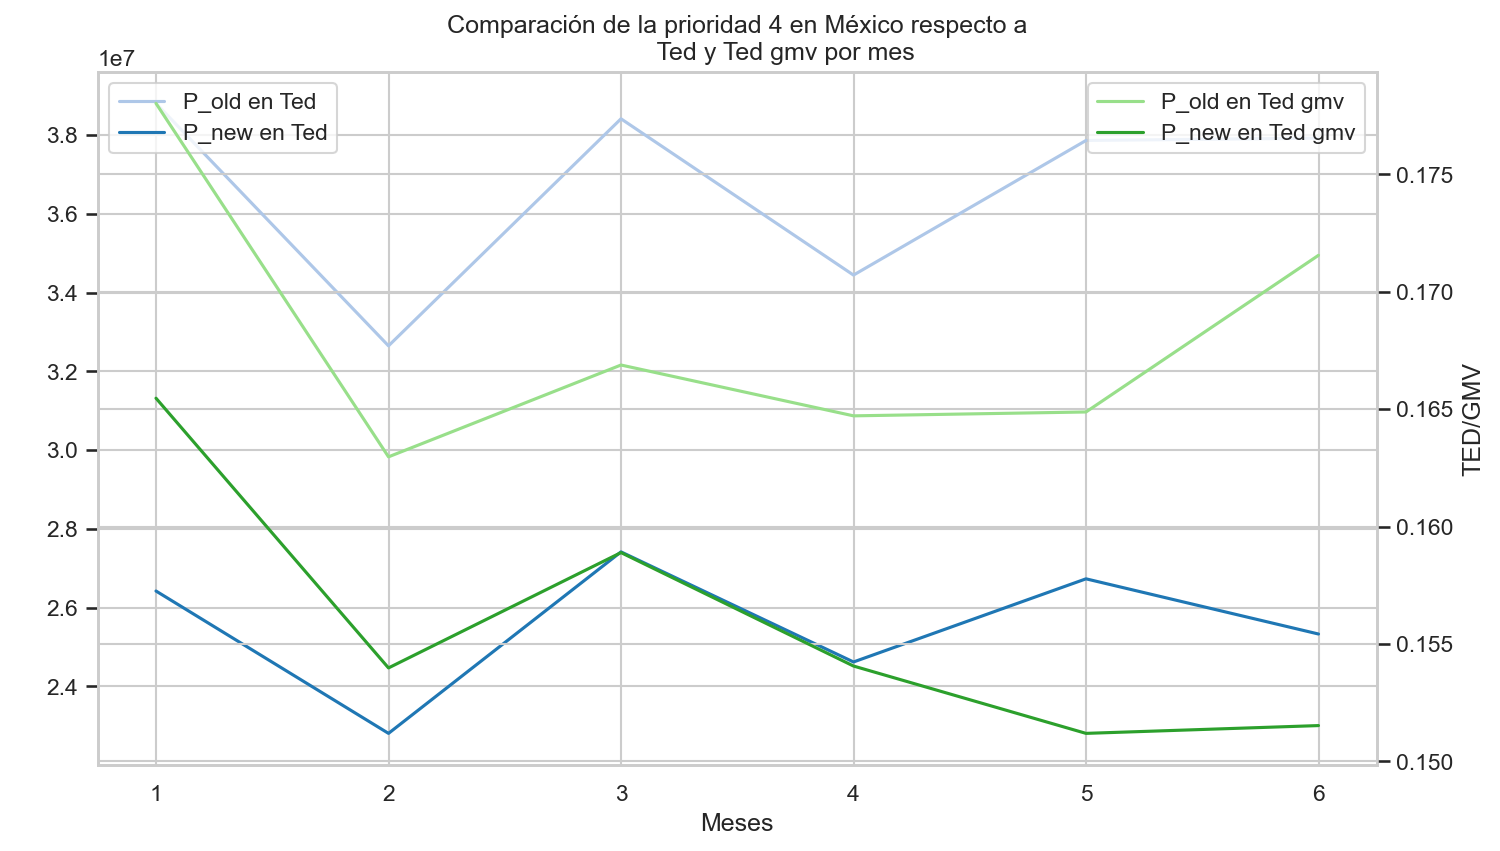 Comparación de la prioridad 4 en México respecto a
Ted y Ted gmv por mes
1e7
P_old en Ted
P_new en Ted
P_old en Ted gmv
P_new en Ted gmv
3.8
3.6
3.4
3.2
3.0
2.8
2.6
2.4
0.175
0.170
0.165
0.160
0.155
0.150
TED/GMV
1 2 3 4 5 6
Meses